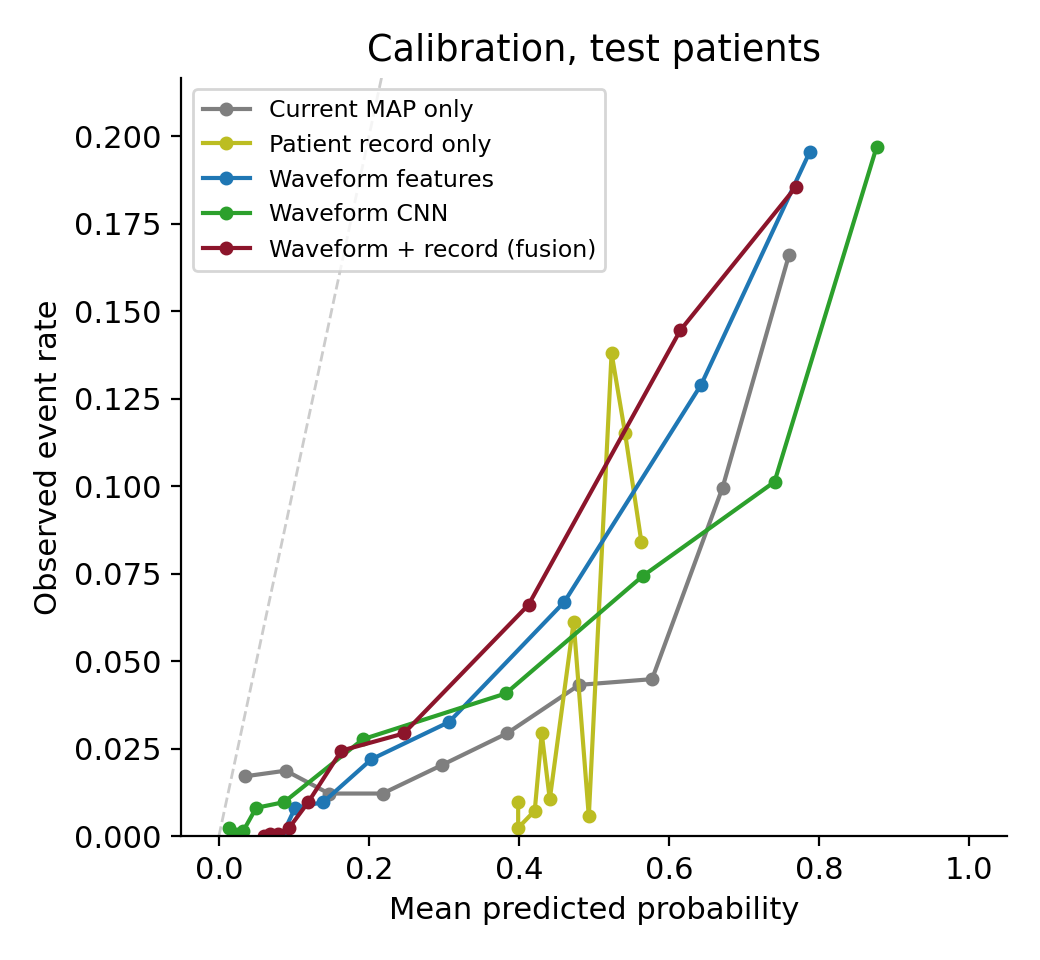 Calibration, test patients
Current MAP only
Patient record only
Waveform features
Waveform CNN
Waveform + record (fusion)
Observed event rate
0.200
0.175
0.150
0.125
0.100
0.075
0.050
0.025
0.000
0.0 0.2 0.4 0.6 0.8 1.0
Mean predicted probability